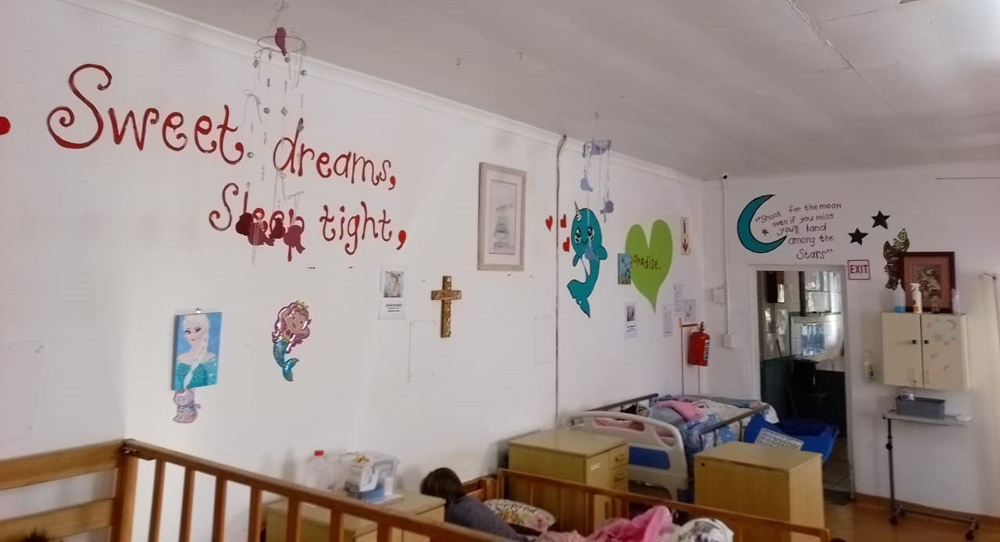 Sweet dreams,
Sleep tight,
paradise..
"Shoot for the moon
even if you miss
you'll land
among the
Stars"
EXIT